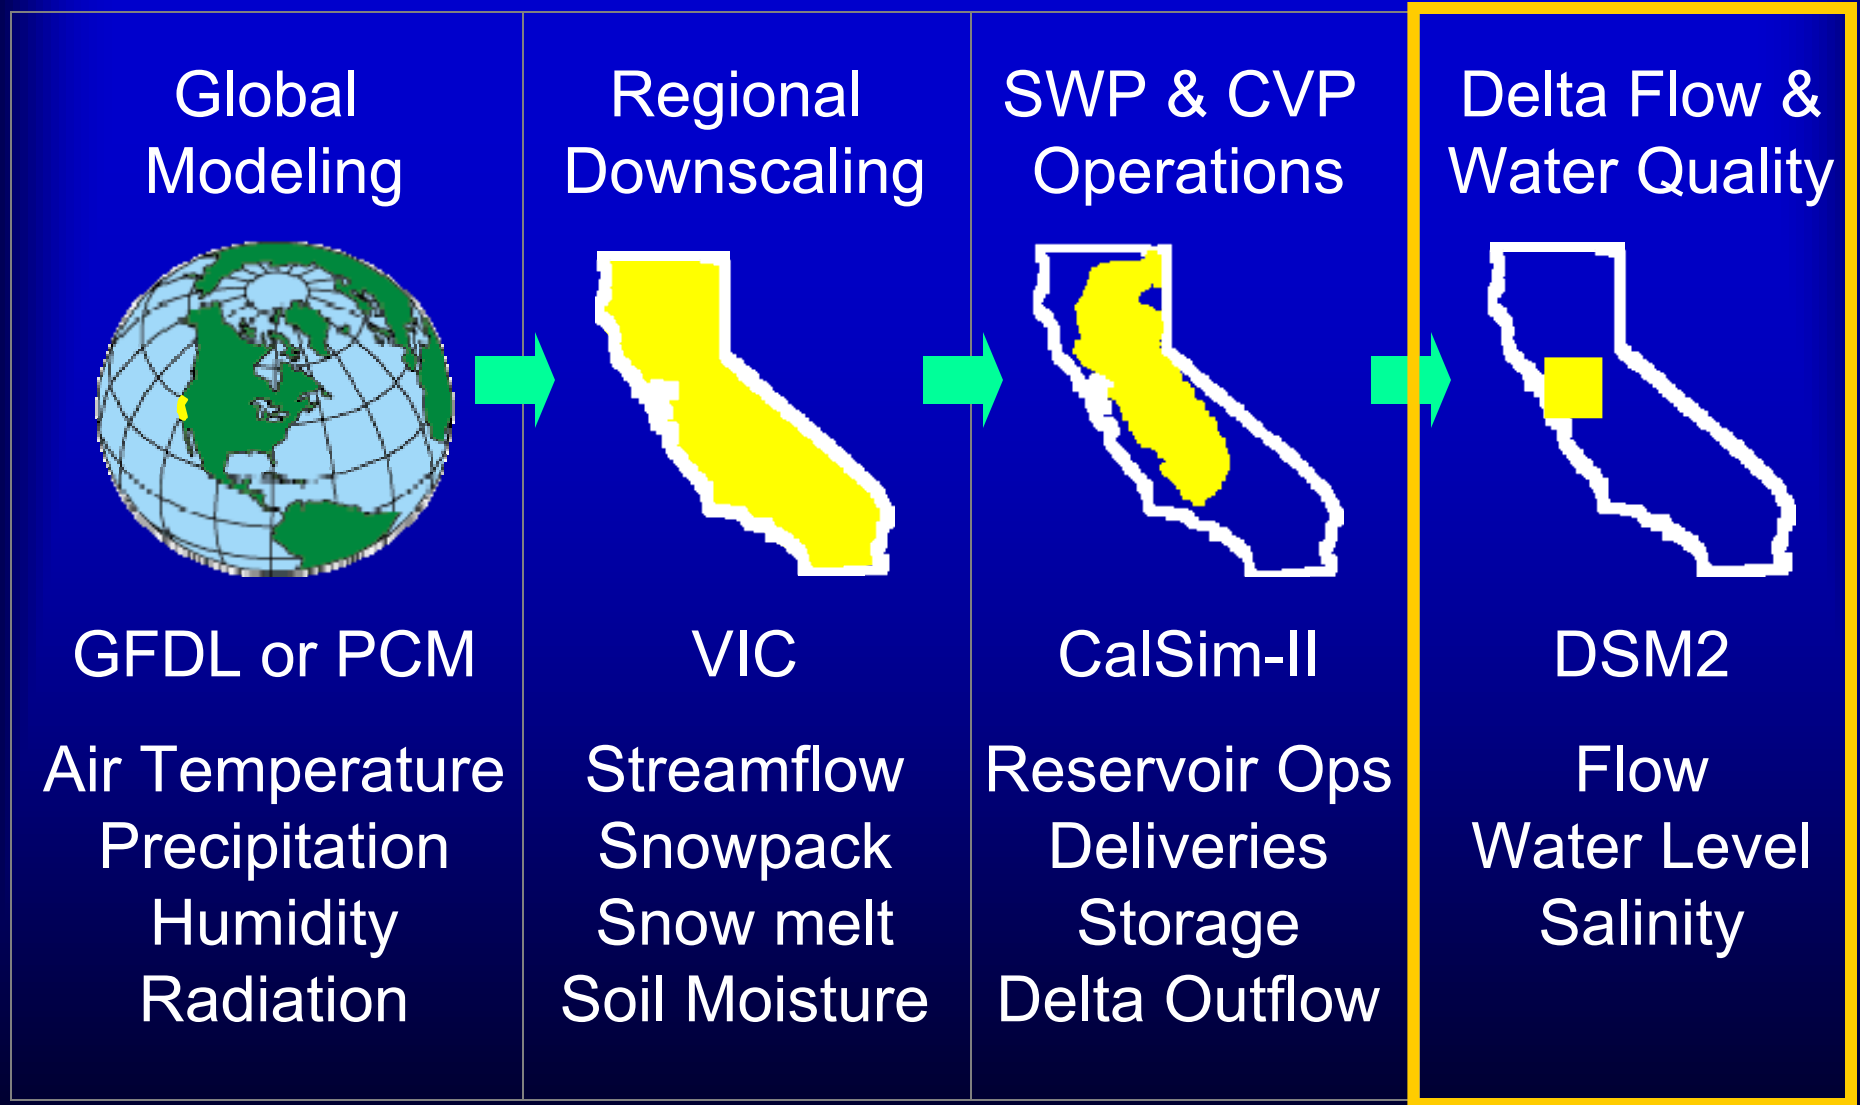 Global
Modeling
GFDL or PCM
Air Temperature
Precipitation
Humidity
Radiation
Regional
Downscaling
VIC
Streamflow
Snowpack
Snow melt
Soil Moisture
SWP & CVP
Operations
CalSim-II
Reservoir Ops
Deliveries
Storage
Delta Outflow
Delta Flow &
Water Quality
DSM2
Flow
Water Level
Salinity